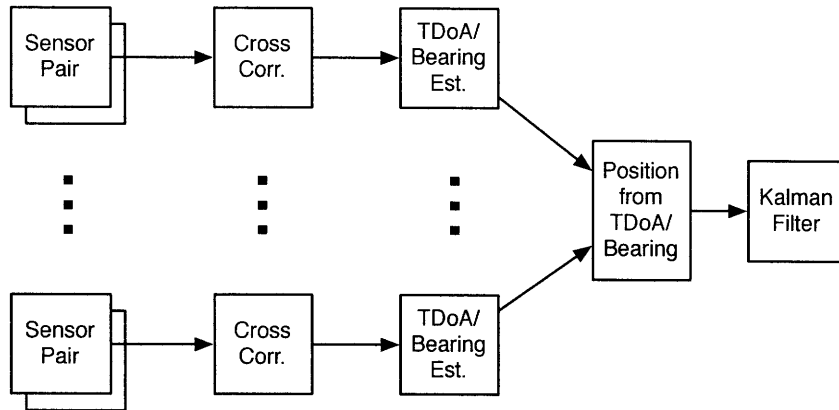 Sensor
Pair
Cross
Corr.
TDoA/
Bearing
Est.
Position
from
TDoA/
Bearing
Kalman
Filter
Sensor
Pair
Cross
Corr.
TDoA/
Bearing
Est.